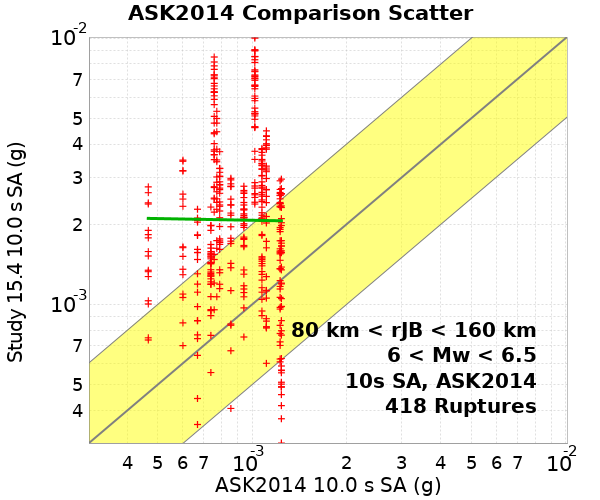 ASK2014 Comparison Scatter
10-2
7
5
4
3
2
10-3
7
5
4
Study 15.4 10.0 s SA (g)
80 km < rJB < 160 km
6 < Mw < 6.5
10s SA, ASK2014
418 Ruptures
4 5 6 7 10-3 2 3 4 5 6 7 10-2
ASK2014 10.0 s SA (g)